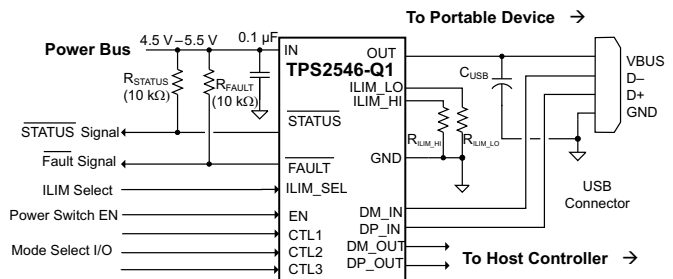 To Portable Device →
Power Bus
4.5 V–5.5 V
0.1 µF
IN
OUT
TPS2546-Q1
RSTATUS
(10 kΩ)
RFAULT
(10 kΩ)
ILIM_LO
ILIM_HI
CUSB
VBUS
D–
D+
GND
STATUS
STATUS Signal
RILIM_HI
RILIM_LO
Fault Signal
FAULT
GND
ILIM Select
ILIM_SEL
USB
Connector
Power Switch EN
EN
DM_IN
DP_IN
CTL1
Mode Select I/O
CTL2
CTL3
DM_OUT
DP_OUT
To Host Controller →